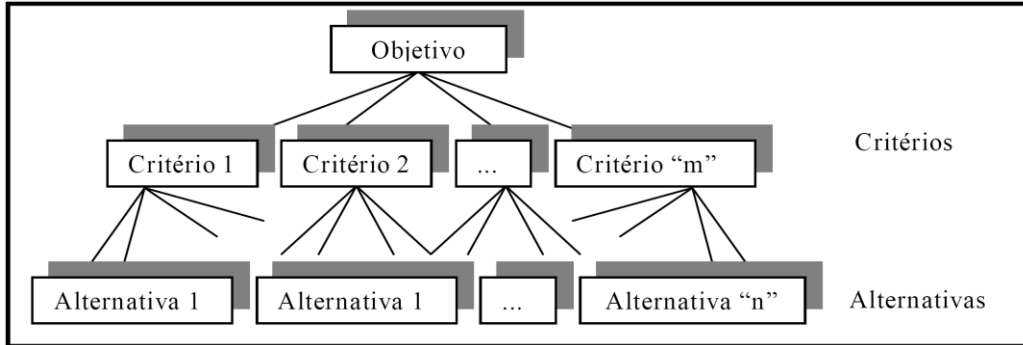 Objetivo
Critério 1
Critério 2
...
Critério “m”
Critérios
Alternativa 1
Alternativa 1
...
Alternativa “n”
Alternativas